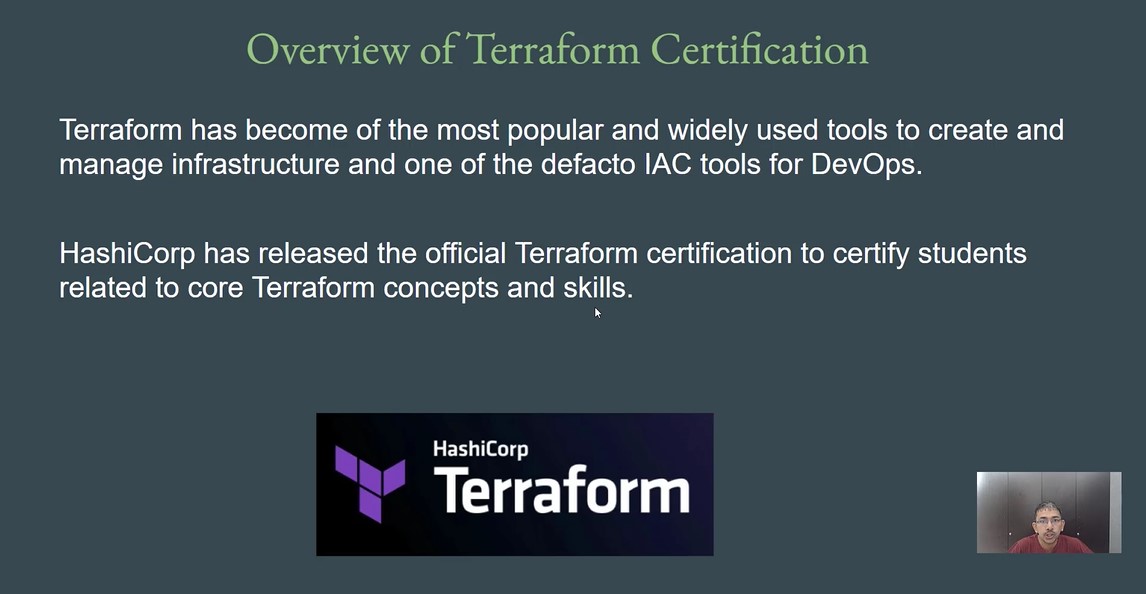 Overview of Terraform Certification
Terraform has become of the most popular and widely used tools to create and
manage infrastructure and one of the defacto IAC tools for DevOps.
HashiCorp has released the official Terraform certification to certify students
related to core Terraform concepts and skills.
HashiCorp
Terraform